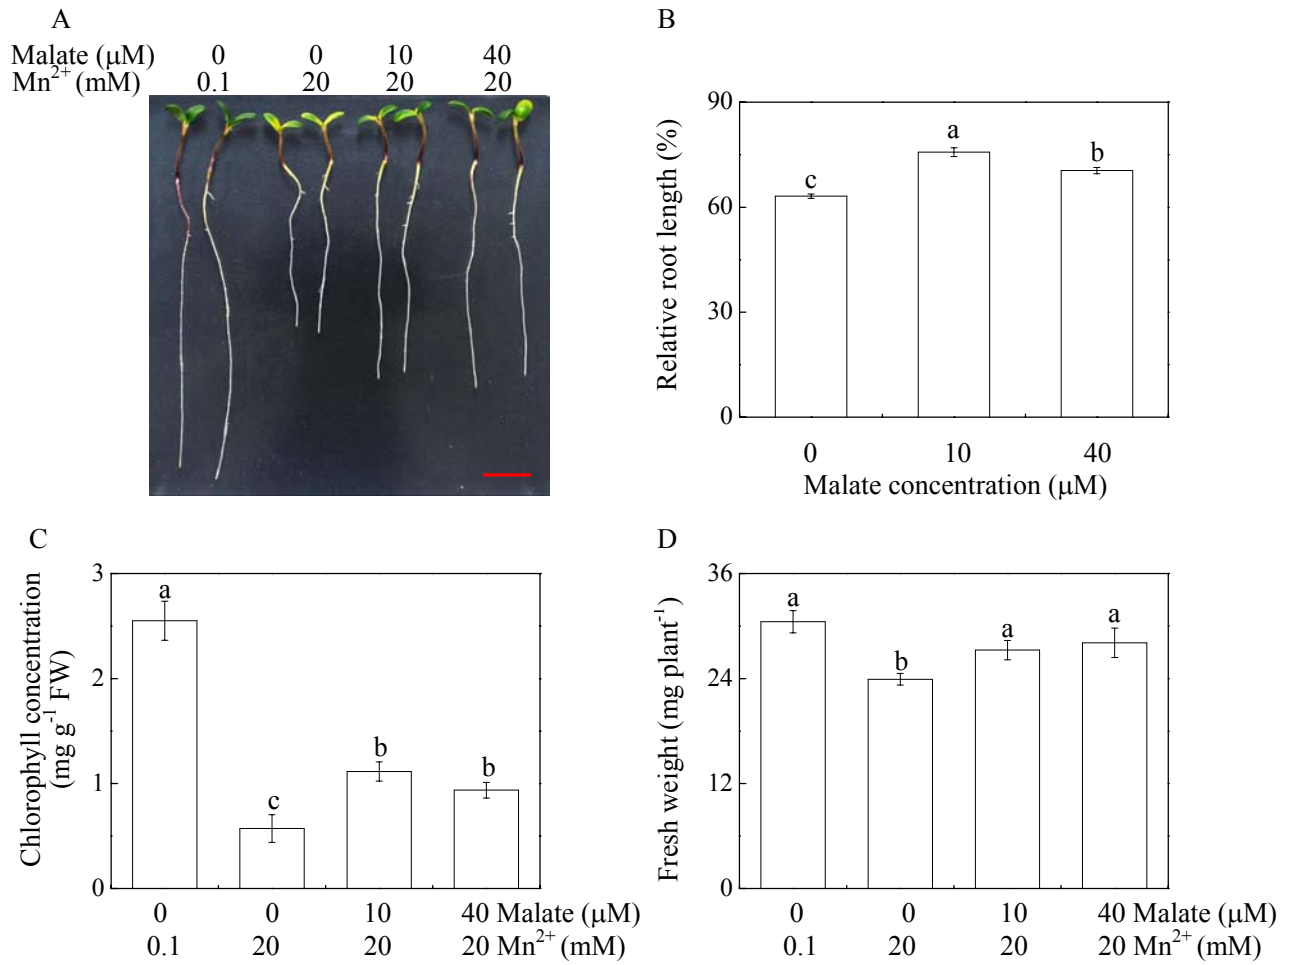 A
Malate (μM) 0 0 10 40
Mn²⁺ (mM) 0.1 20 20 20
B
Relative root length (%)
90
60
30
0
c
a
b
0 10 40
Malate concentration (μM)
C
Chlorophyll concentration
(mg g⁻¹ FW)
3
2
1
0
a
c
b
b
0 0 10 40 Malate (μM)
0.1 20 20 20 Mn²⁺ (mM)
D
Fresh weight (mg plant⁻¹)
36
24
12
0
a
b
a
a
0 0 10 40 Malate (μM)
0.1 20 20 20 Mn²⁺ (mM)